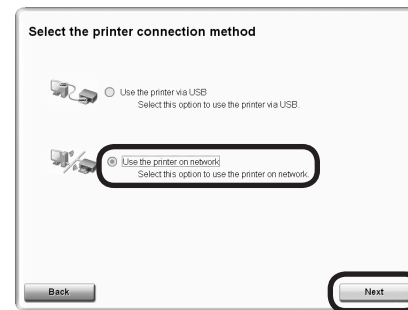 Select the printer connection method
Use the printer via USB
Select this option to use the printer via USB.
Use the printer on network
Select this option to use the printer on network.
Back
Next